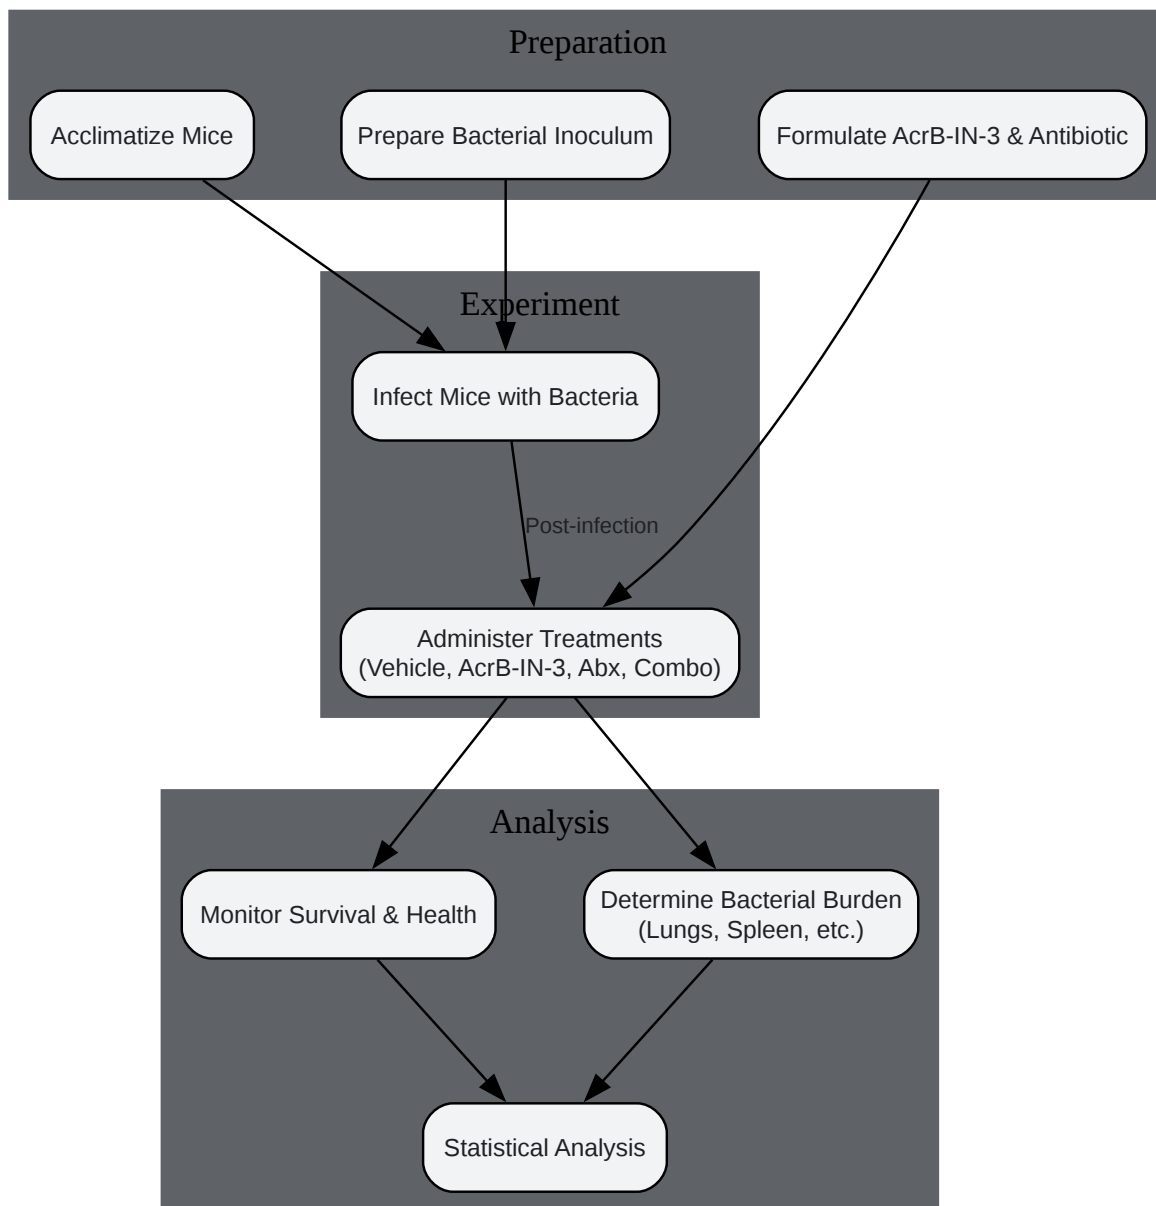 Preparation
Acclimatize Mice
Prepare Bacterial Inoculum
Formulate AcrB-IN-3 & Antibiotic
Experiment
Infect Mice with Bacteria
Post-infection
Administer Treatments
(Vehicle, AcrB-IN-3, Abx, Combo)
Analysis
Monitor Survival & Health
Determine Bacterial Burden
(Lungs, Spleen, etc.)
Statistical Analysis